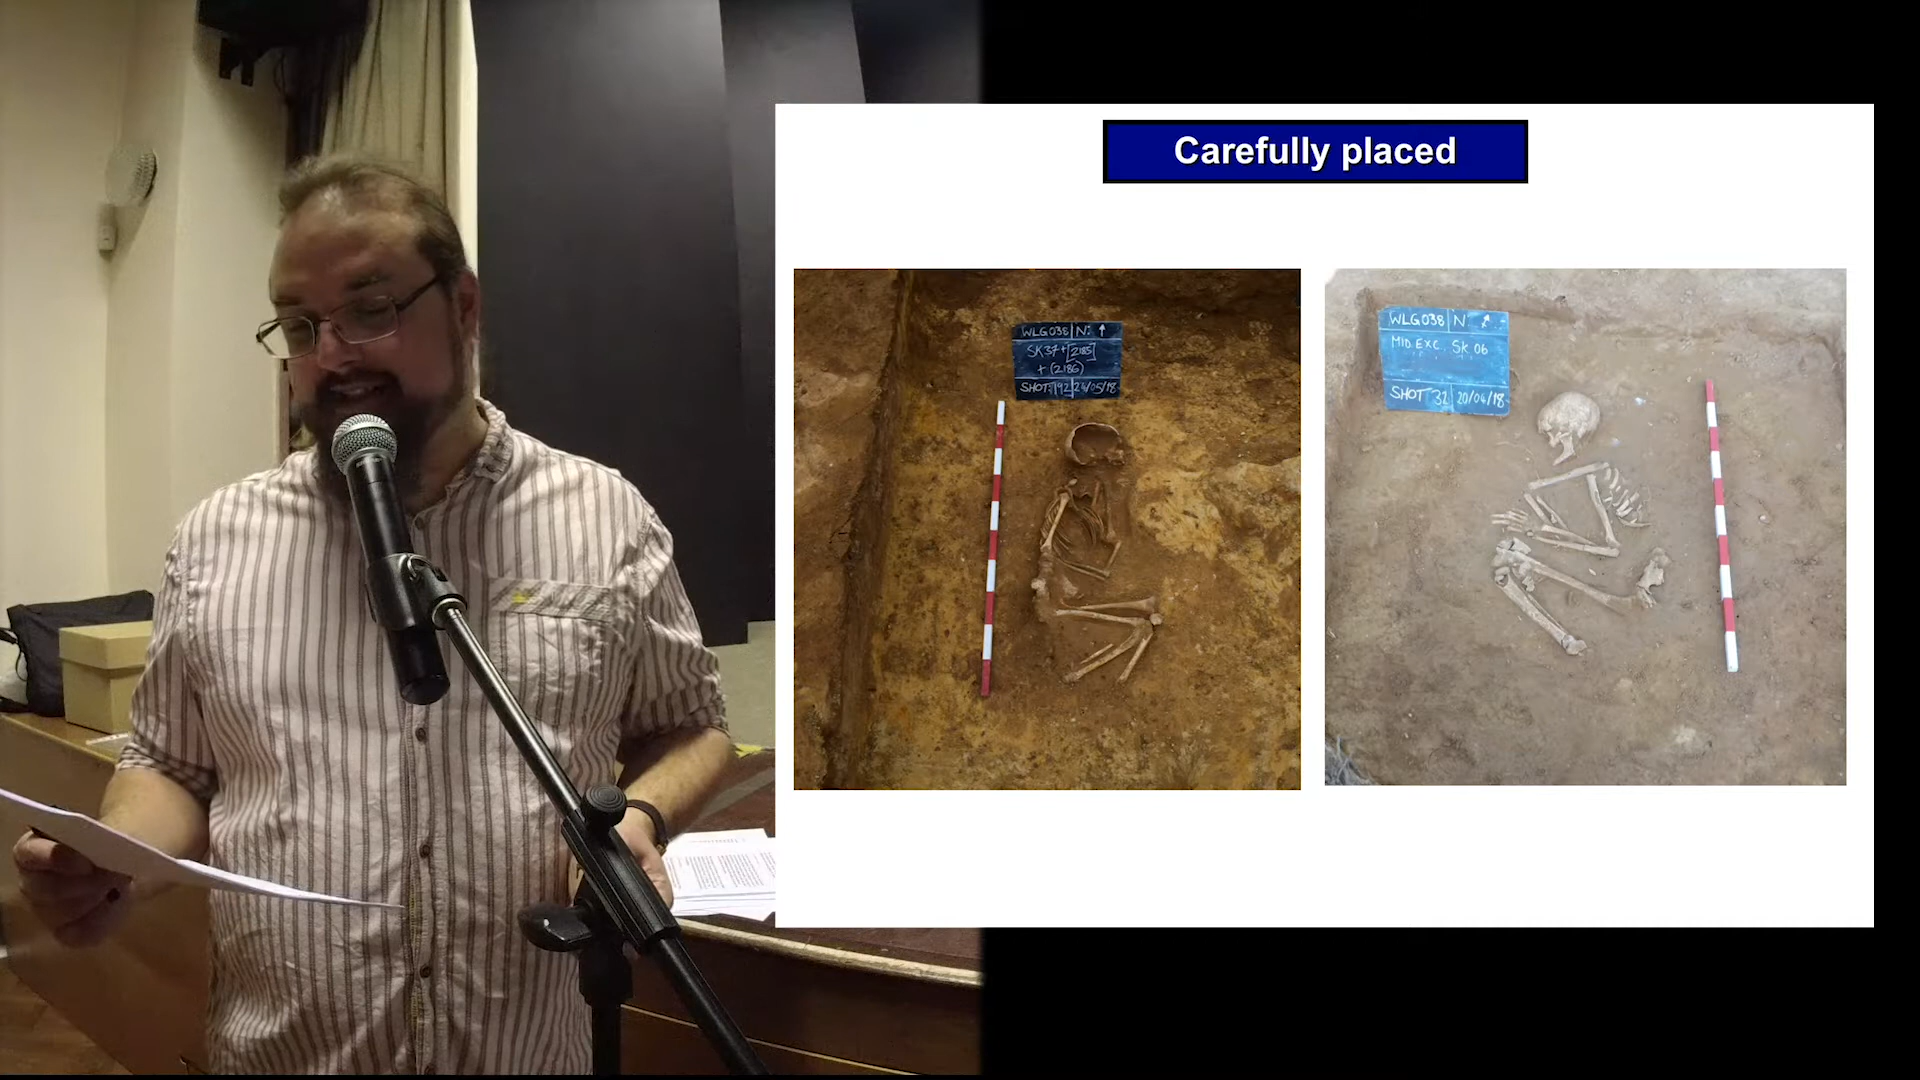 Carefully placed
WLG038 N: ↑
SK37+[2185]
+ (2186)
SHOT: 192 24/05/18
WLG038 N
MID EXC. SK 06
SHOT 32 20/04/18